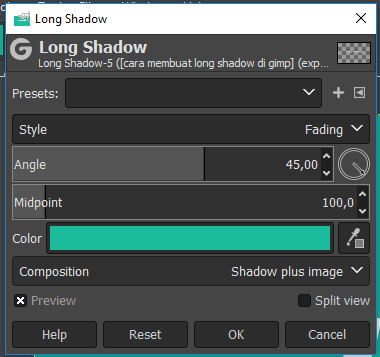 Long Shadow
Long Shadow
Long Shadow-5 ([cara membuat long shadow di gimp] (exp...
Presets:
Style Fading
Angle 45,00
Midpoint 100,0
Color
Composition Shadow plus image
Preview Split view
Help Reset OK Cancel